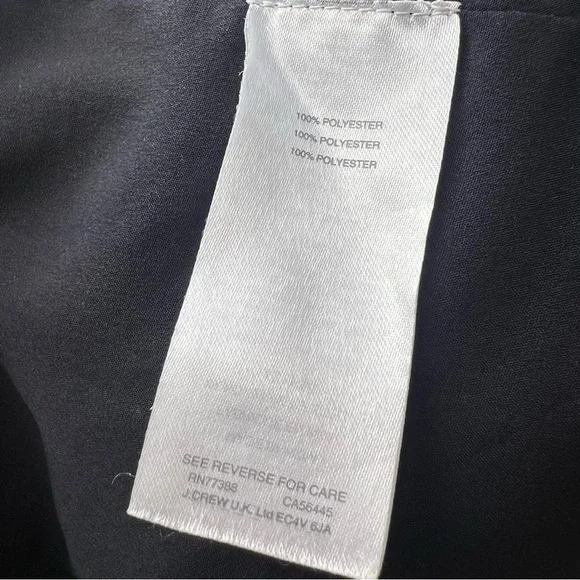 100% POLYESTER
100% POLYESTER
100% POLYESTER
SEE REVERSE FOR CARE
RN77388 CA56445
J.CREW U.K. Ltd EC4V 6JA